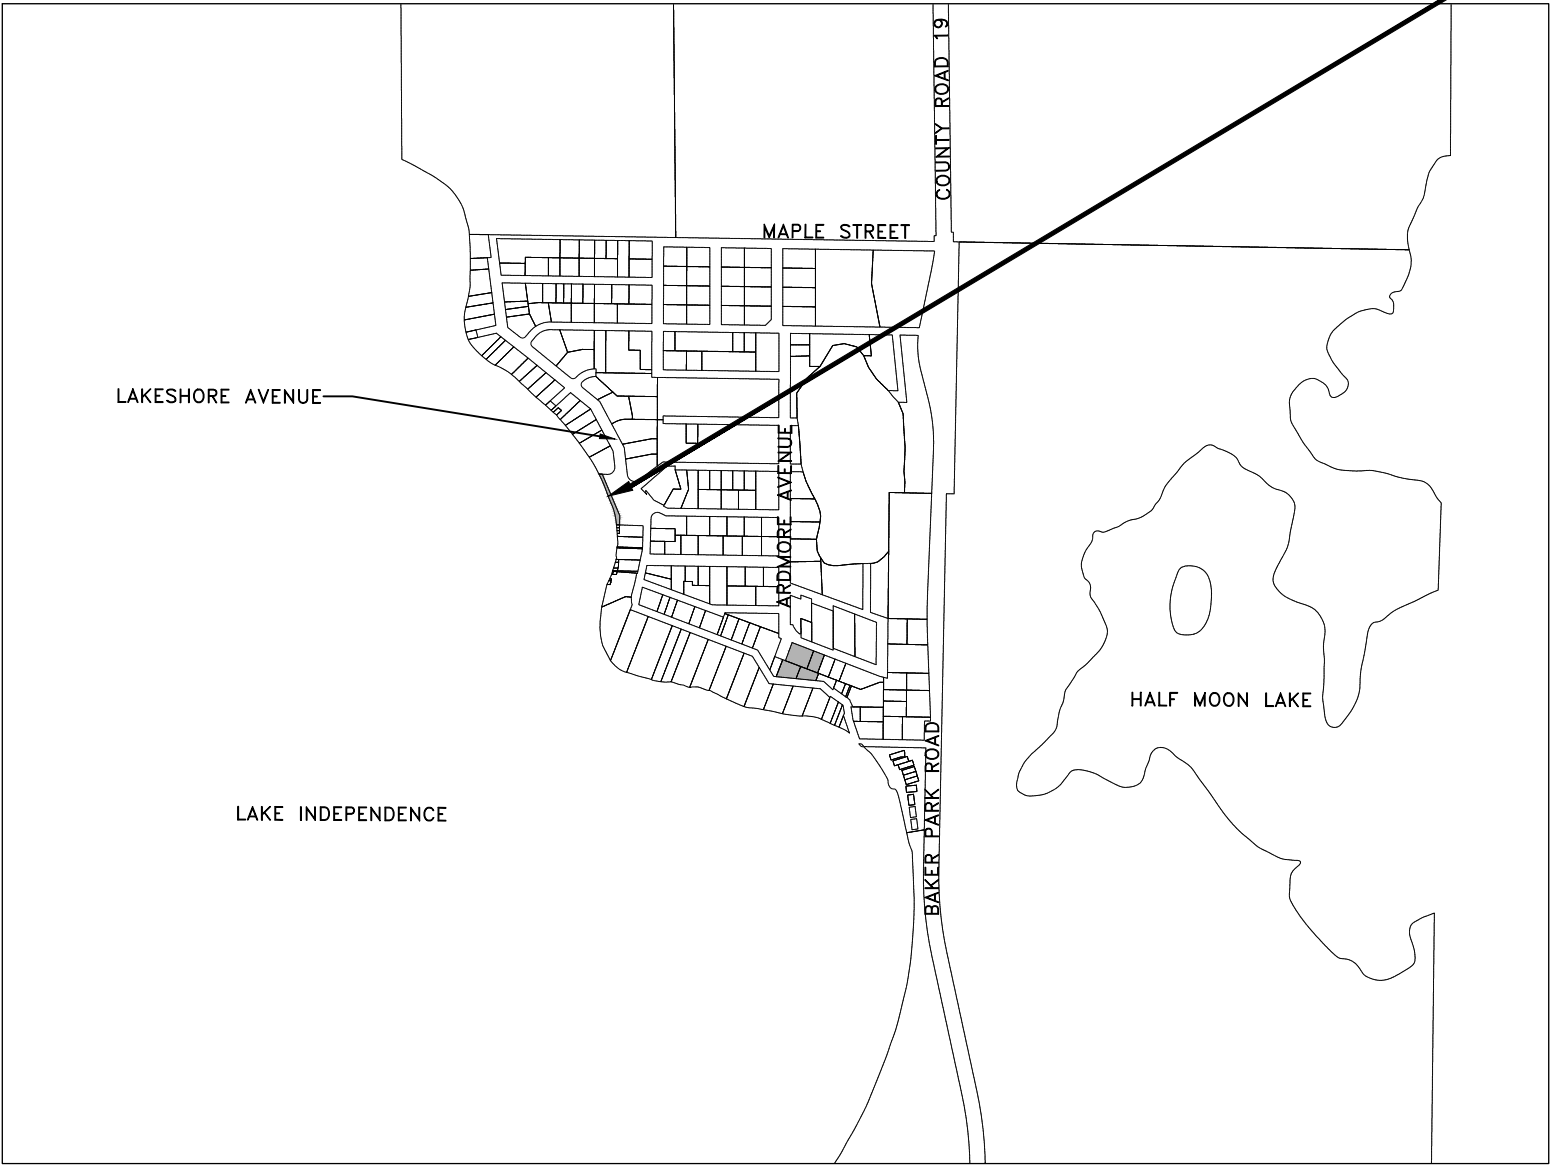 COUNTY ROAD 19
MAPLE STREET
LAKESHORE AVENUE
ARDMORE AVENUE
HALF MOON LAKE
LAKE INDEPENDENCE
BAKER PARK ROAD